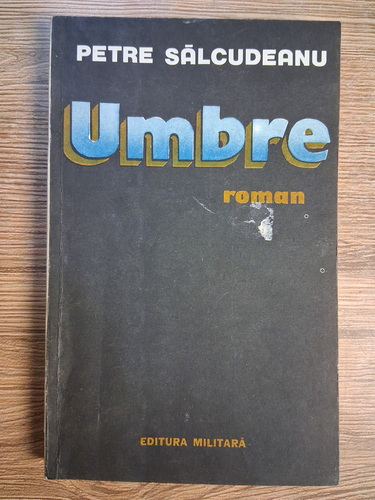 PETRE SĂLCUDEANU
Umbre
roman
EDITURA MILITARĂ